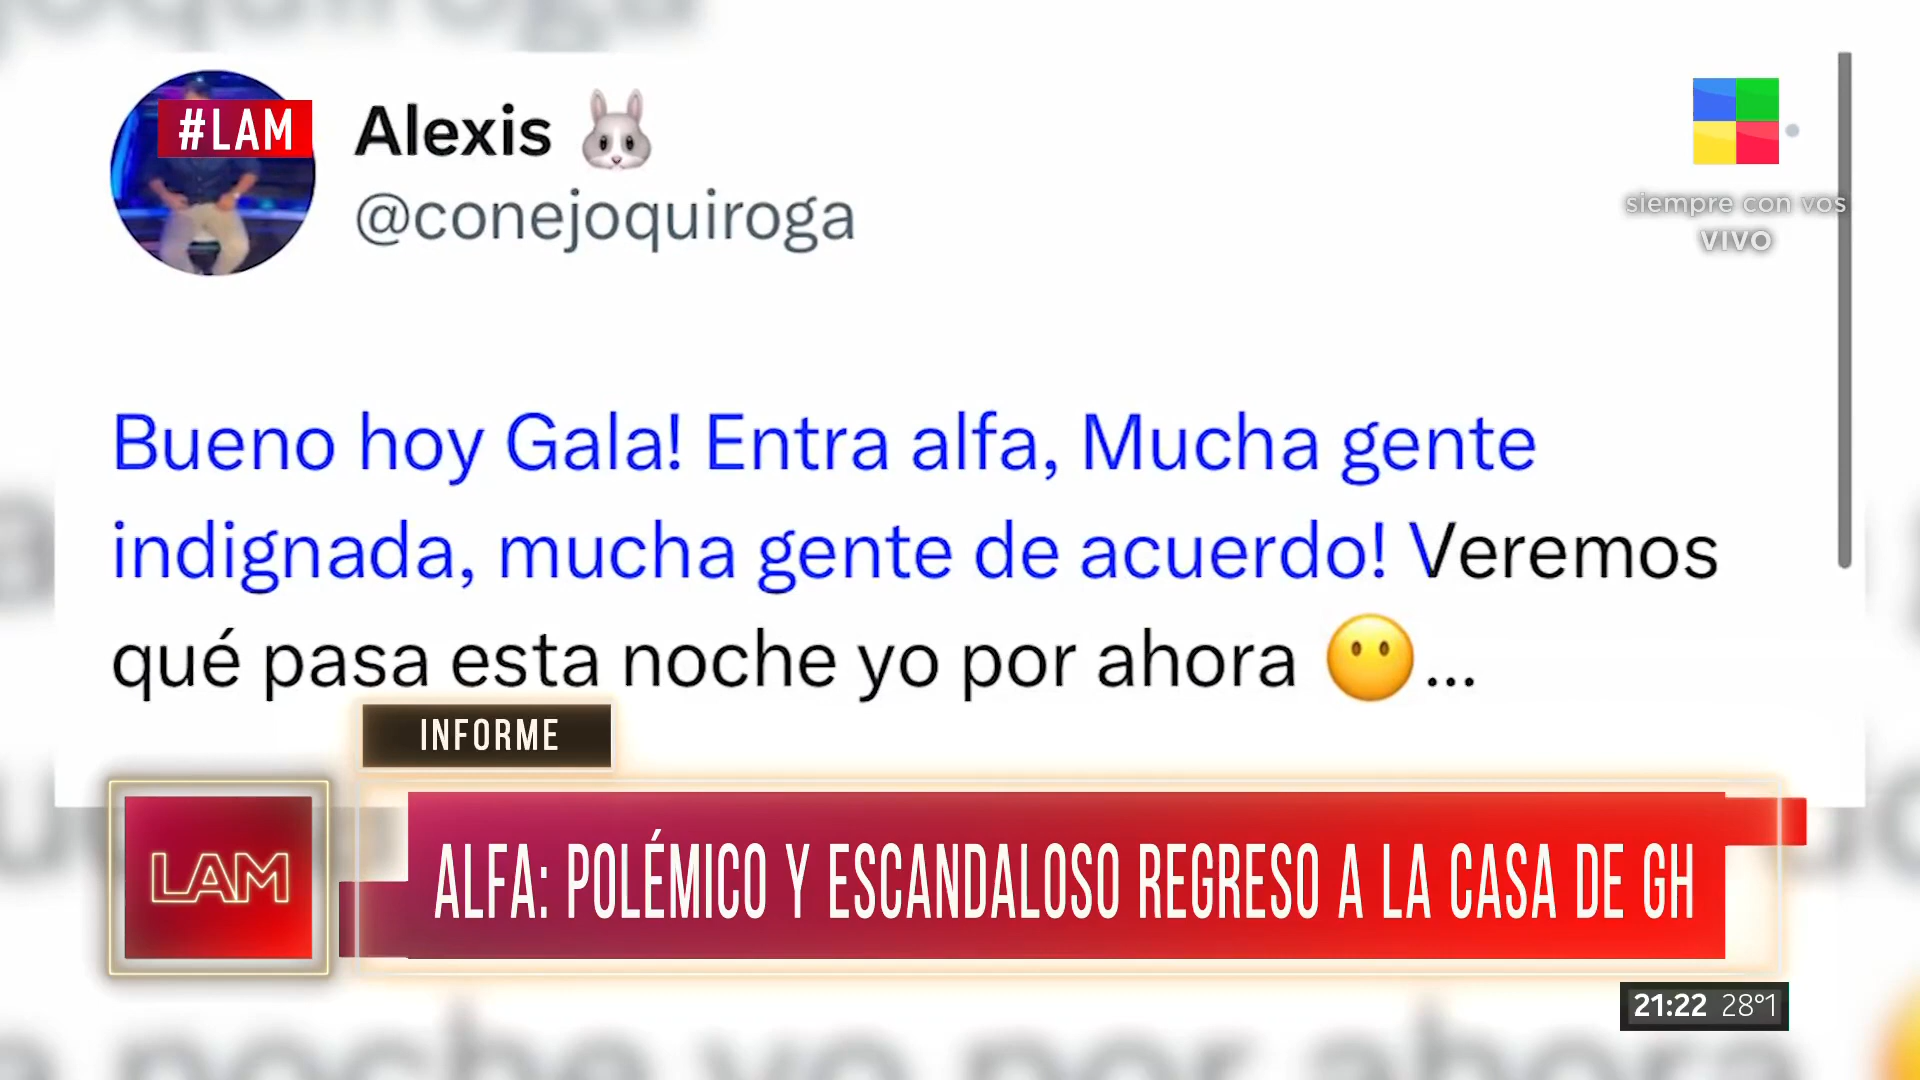 #LAM
Alexis
@conejoquiroga
siempre con vos
VIVO
Bueno hoy Gala! Entra alfa, Mucha gente
indignada, mucha gente de acuerdo! Veremos
qué pasa esta noche yo por ahora 😶...
INFORME
LAM
ALFA: POLÉMICO Y ESCANDALOSO REGRESO A LA CASA DE GH
21:22 28°1